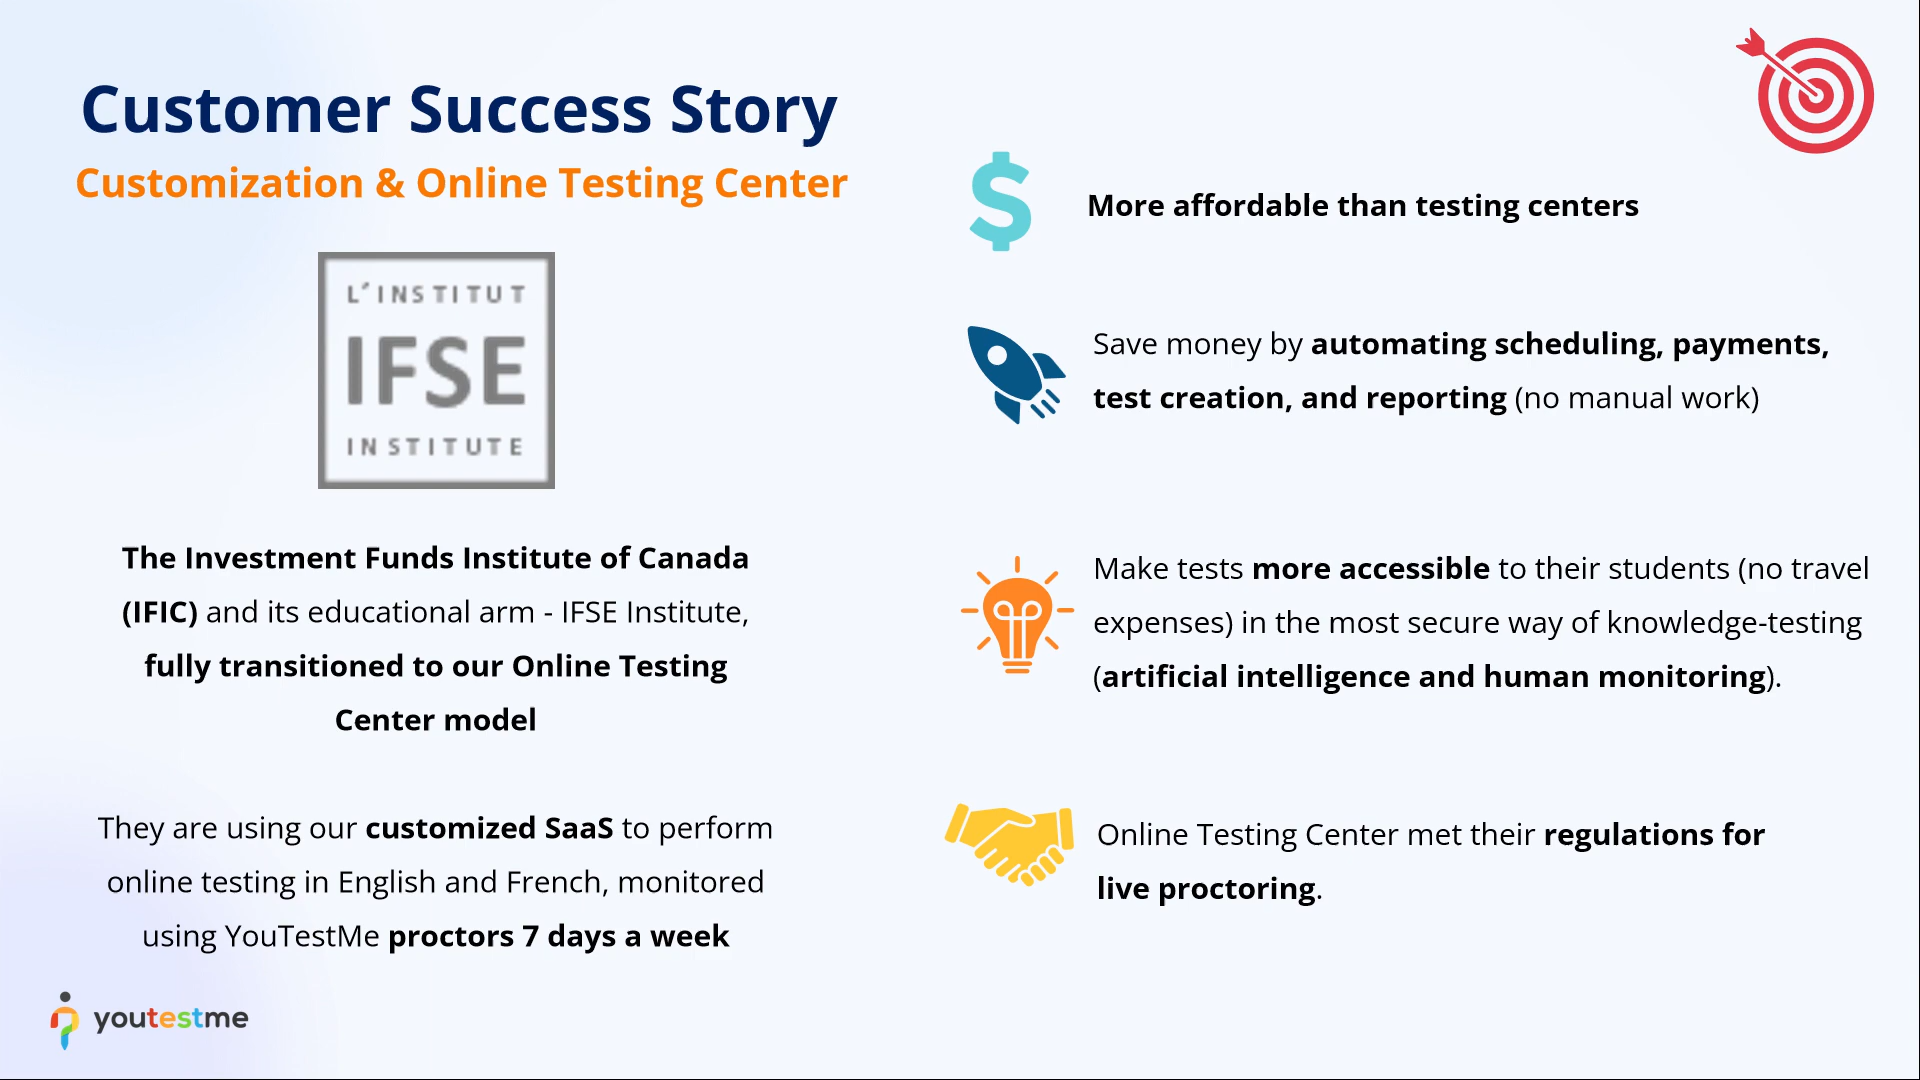 Customer Success Story
Customization & Online Testing Center
L'INSTITUT
IFSE
INSTITUTE
The Investment Funds Institute of Canada
(IFIC) and its educational arm - IFSE Institute,
fully transitioned to our Online Testing
Center model
They are using our customized SaaS to perform
online testing in English and French, monitored
using YouTestMe proctors 7 days a week
youtestme
$
More affordable than testing centers
Save money by automating scheduling, payments,
test creation, and reporting (no manual work)
Make tests more accessible to their students (no travel
expenses) in the most secure way of knowledge-testing
(artificial intelligence and human monitoring).
Online Testing Center met their regulations for
live proctoring.